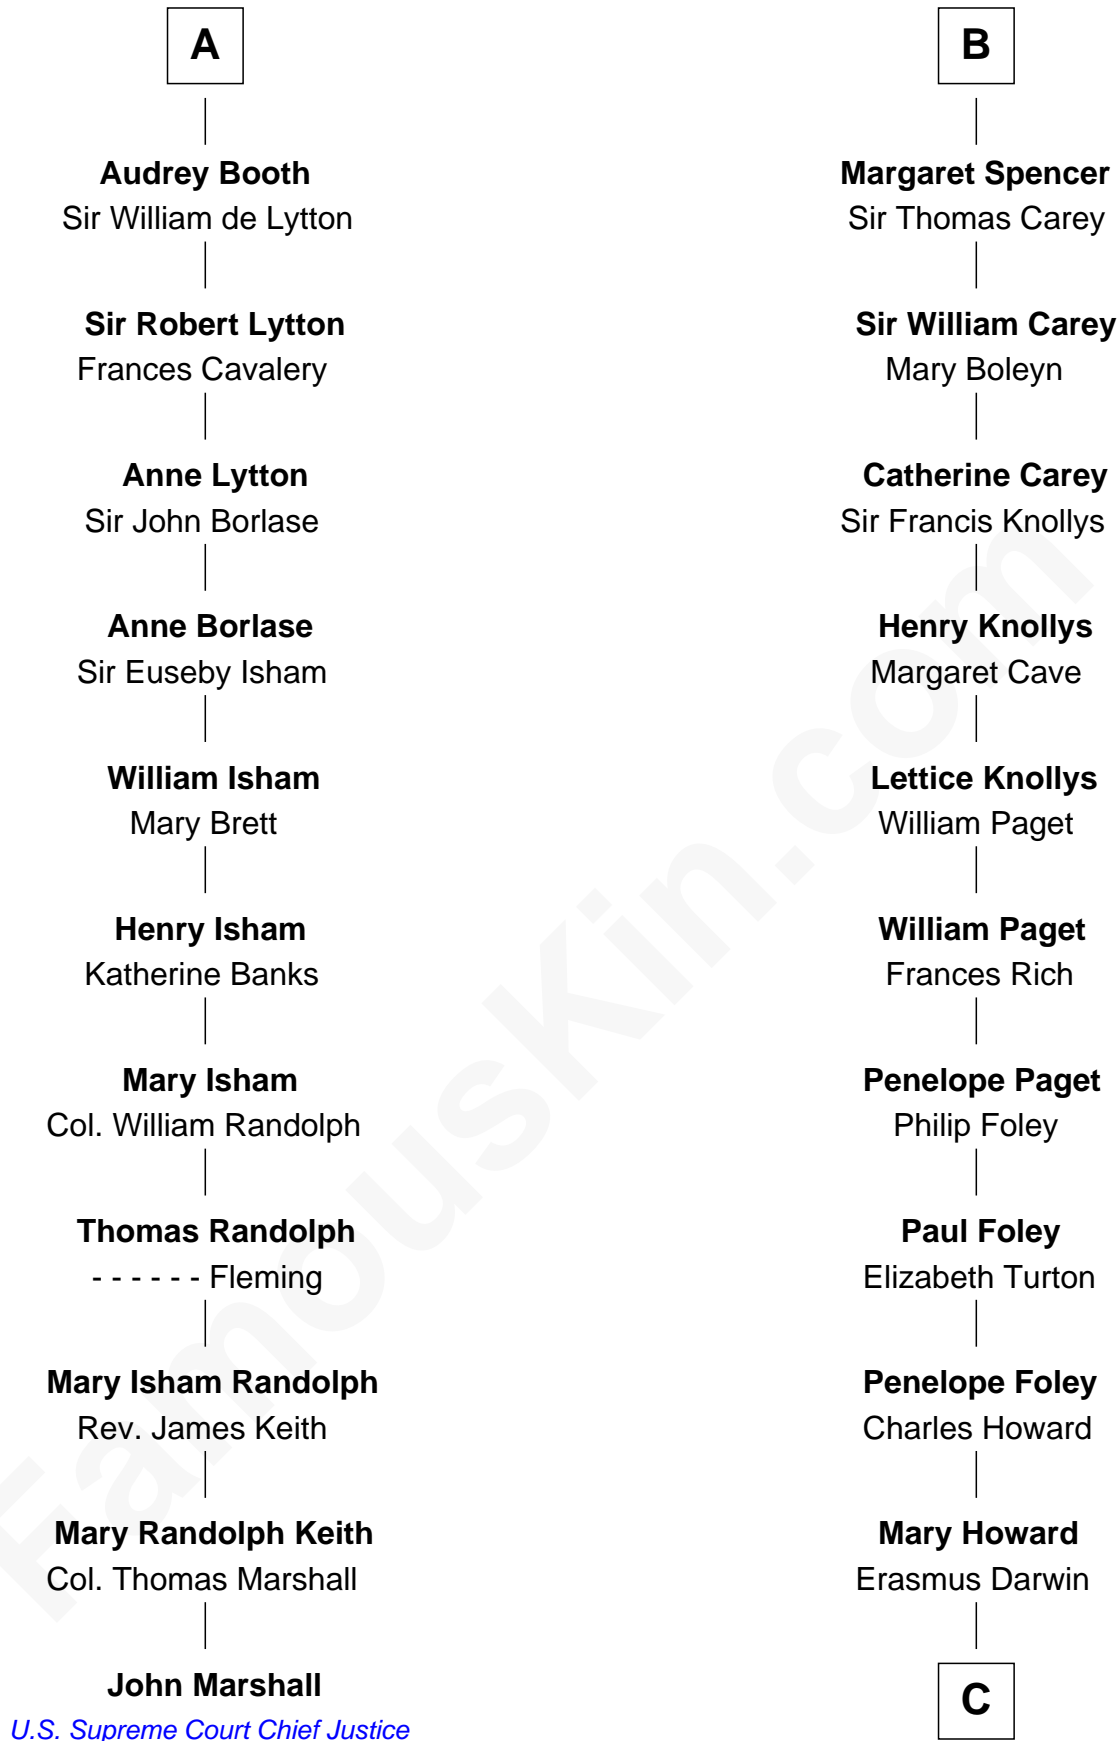 A
Audrey Booth
Sir William de Lytton
Sir Robert Lytton
Frances Cavalery
Anne Lytton
Sir John Borlase
Anne Borlase
Sir Euseby Isham
William Isham
Mary Brett
Henry Isham
Katherine Banks
Mary Isham
Col. William Randolph
Thomas Randolph
- - - - - - Fleming
Mary Isham Randolph
Rev. James Keith
Mary Randolph Keith
Col. Thomas Marshall
John Marshall
U.S. Supreme Court Chief Justice
B
Margaret Spencer
Sir Thomas Carey
Sir William Carey
Mary Boleyn
Catherine Carey
Sir Francis Knollys
Henry Knollys
Margaret Cave
Lettice Knollys
William Paget
William Paget
Frances Rich
Penelope Paget
Philip Foley
Paul Foley
Elizabeth Turton
Penelope Foley
Charles Howard
Mary Howard
Erasmus Darwin
C
FamousKin.com